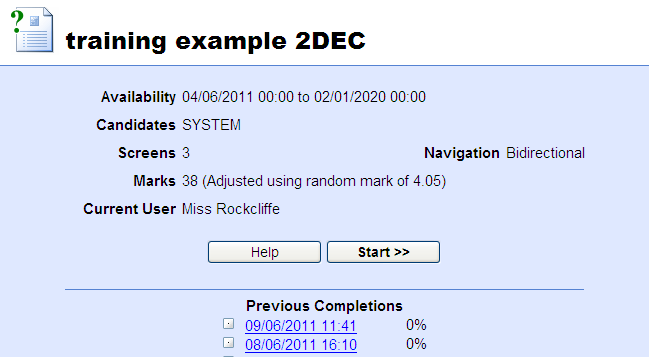 training example 2DEC
Availability 04/06/2011 00:00 to 02/01/2020 00:00
Candidates SYSTEM
Screens 3 Navigation Bidirectional
Marks 38 (Adjusted using random mark of 4.05)
Current User Miss Rockcliffe
Help Start >>
Previous Completions
09/06/2011 11:41 0%
08/06/2011 16:10 0%